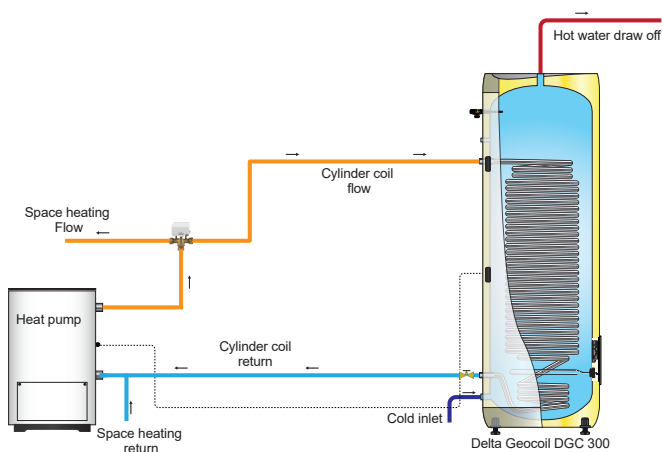 Hot water draw off
Cylinder coil
flow
Space heating
Flow
Heat pump
Cylinder coil
return
Cold inlet
Space heating
return
Delta Geocoil DGC 300